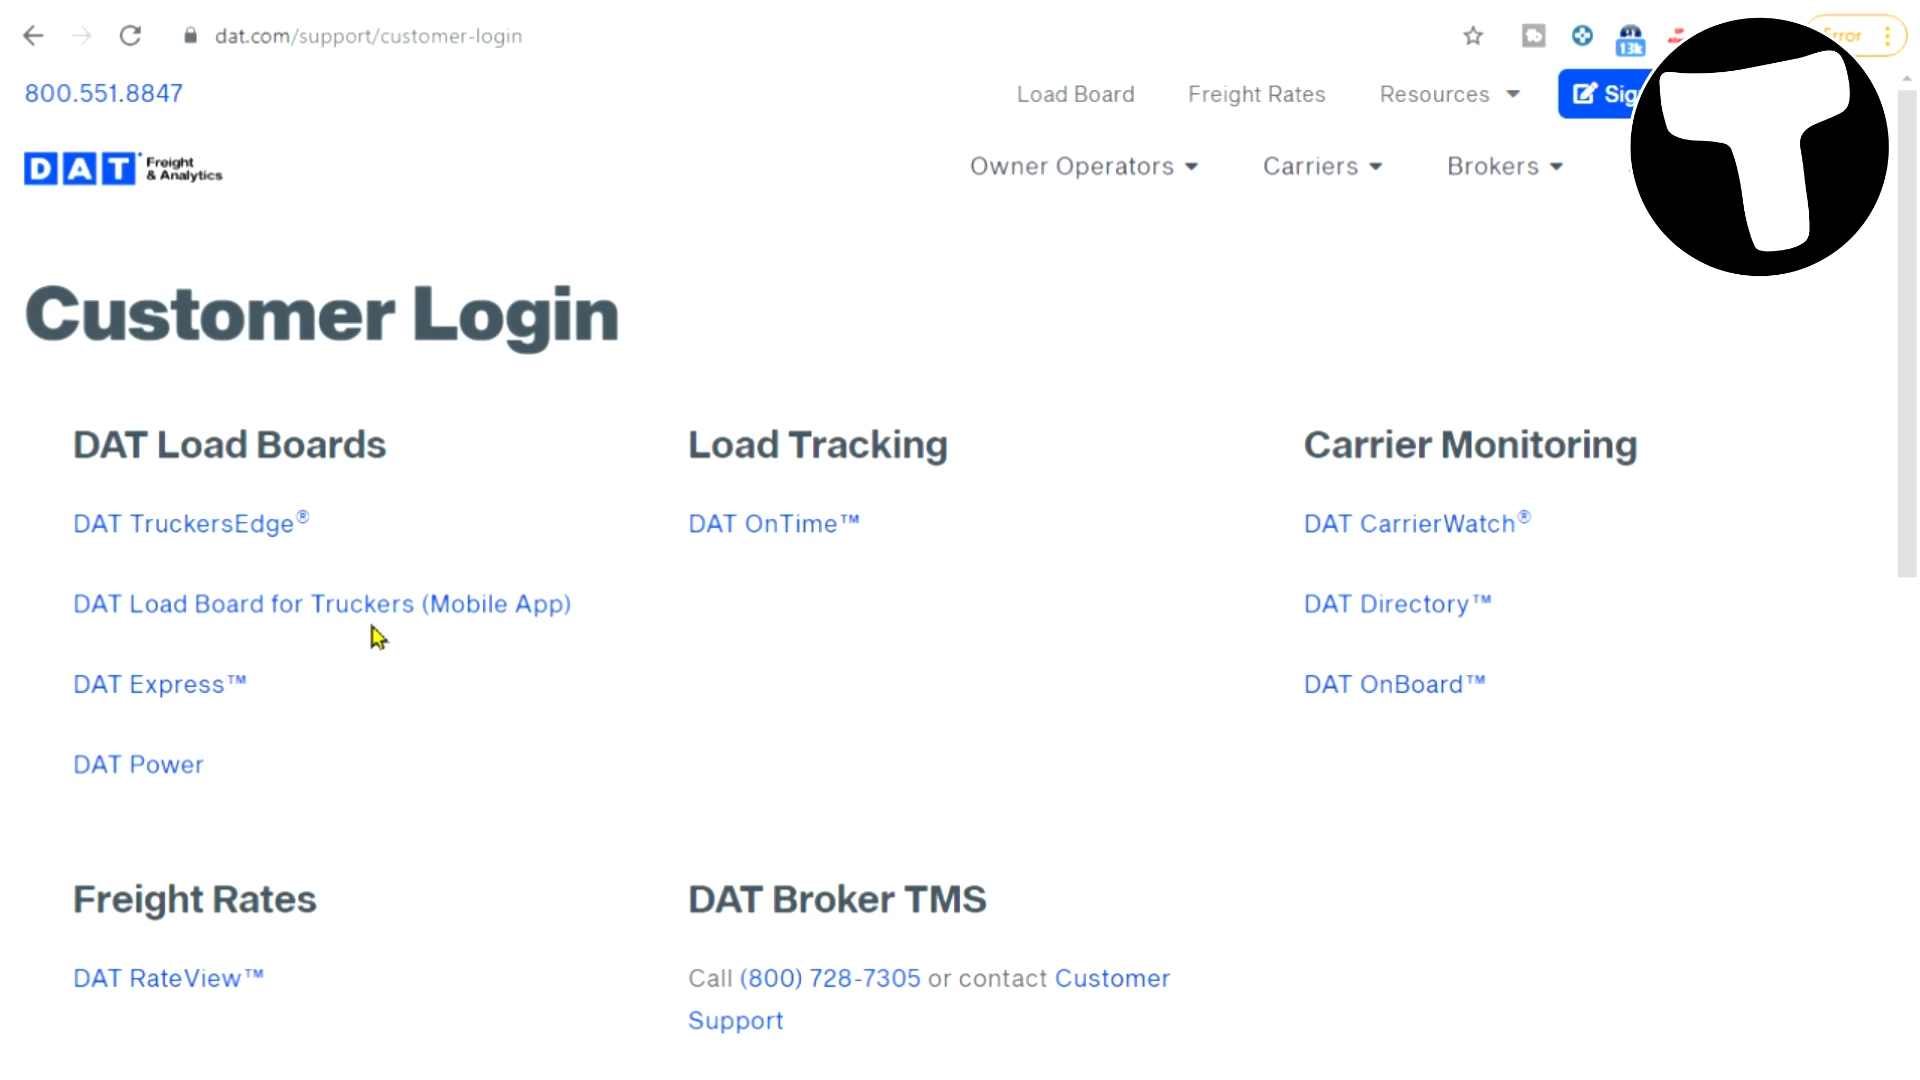 dat.com/support/customer-login
13k
800.551.8847
Load Board
Freight Rates
Resources
DAT Freight
& Analytics
Owner Operators
Carriers
Brokers
T
Customer Login
DAT Load Boards
DAT TruckersEdge®
DAT Load Board for Truckers (Mobile App)
DAT Express™
DAT Power
Load Tracking
DAT OnTime™
Carrier Monitoring
DAT CarrierWatch®
DAT Directory™
DAT OnBoard™
Freight Rates
DAT RateView™
DAT Broker TMS
Call (800) 728-7305 or contact Customer
Support